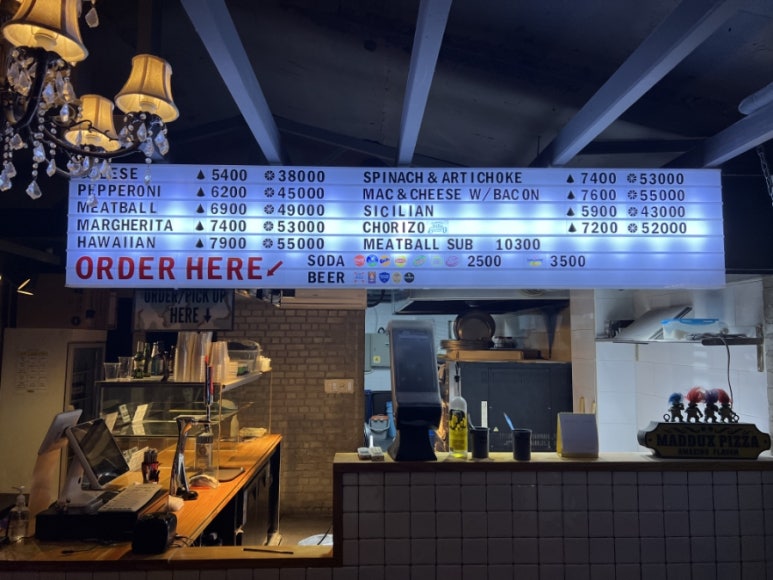 5400 38000
PEPPERONI 6200 45000
MEATBALL 6900 49000
MARGHERITA 7400 53000
HAWAIIAN 7900 55000
SPINACH & ARTICHOKE 7400 53000
MAC & CHEESE W/BACON 7600 55000
SICILIAN 5900 43000
CHORIZO 7200 52000
MEATBALL SUB 10300
ORDER HERE
SODA 2500 3500
BEER
ORDER/PICK UP
HERE
MADDUX PIZZA
AMAZING FLAVOR